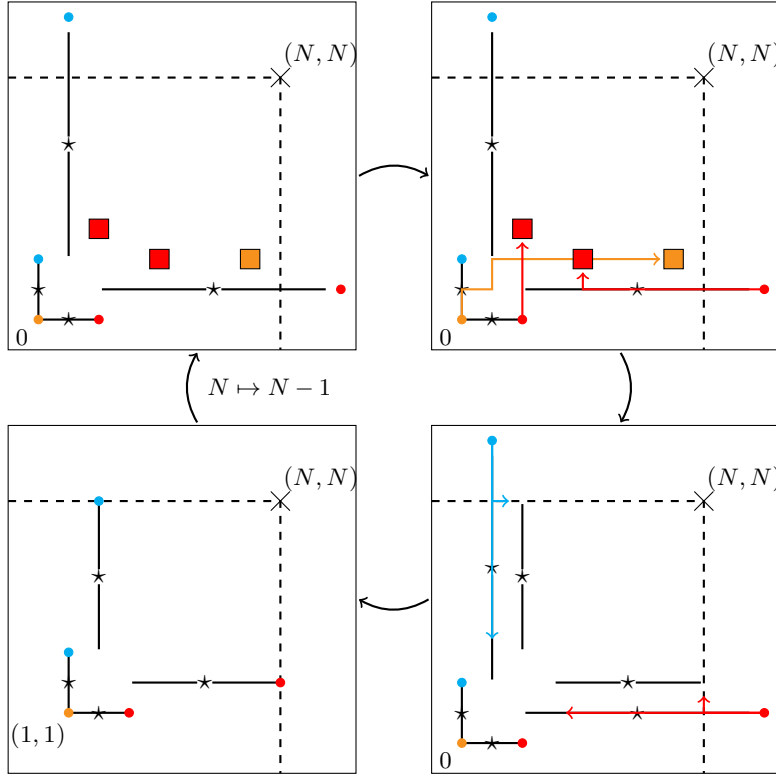 (N, N)
0
(N, N)
0
N ↦ N − 1
(N, N)
(1, 1)
(N, N)
0